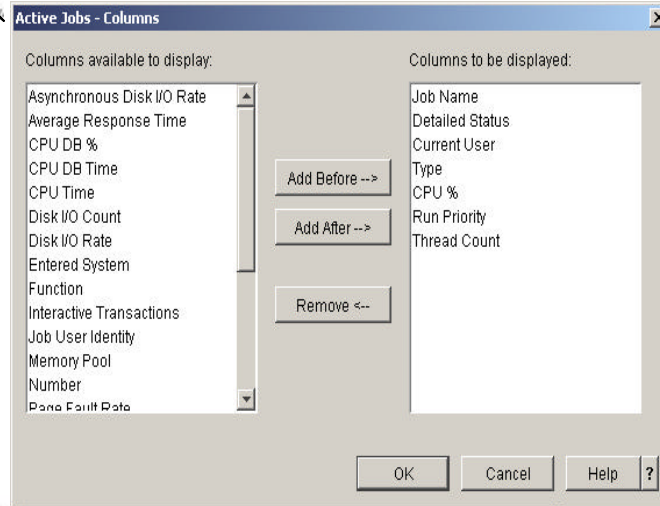 Active Jobs - Columns
Columns available to display:
Asynchronous Disk I/O Rate
Average Response Time
CPU DB %
CPU DB Time
CPU Time
Disk I/O Count
Disk I/O Rate
Entered System
Function
Interactive Transactions
Job User Identity
Memory Pool
Number
Page Fault Rate
Add Before -->
Add After -->
Remove <--
Columns to be displayed:
Job Name
Detailed Status
Current User
Type
CPU %
Run Priority
Thread Count
OK
Cancel
Help
?